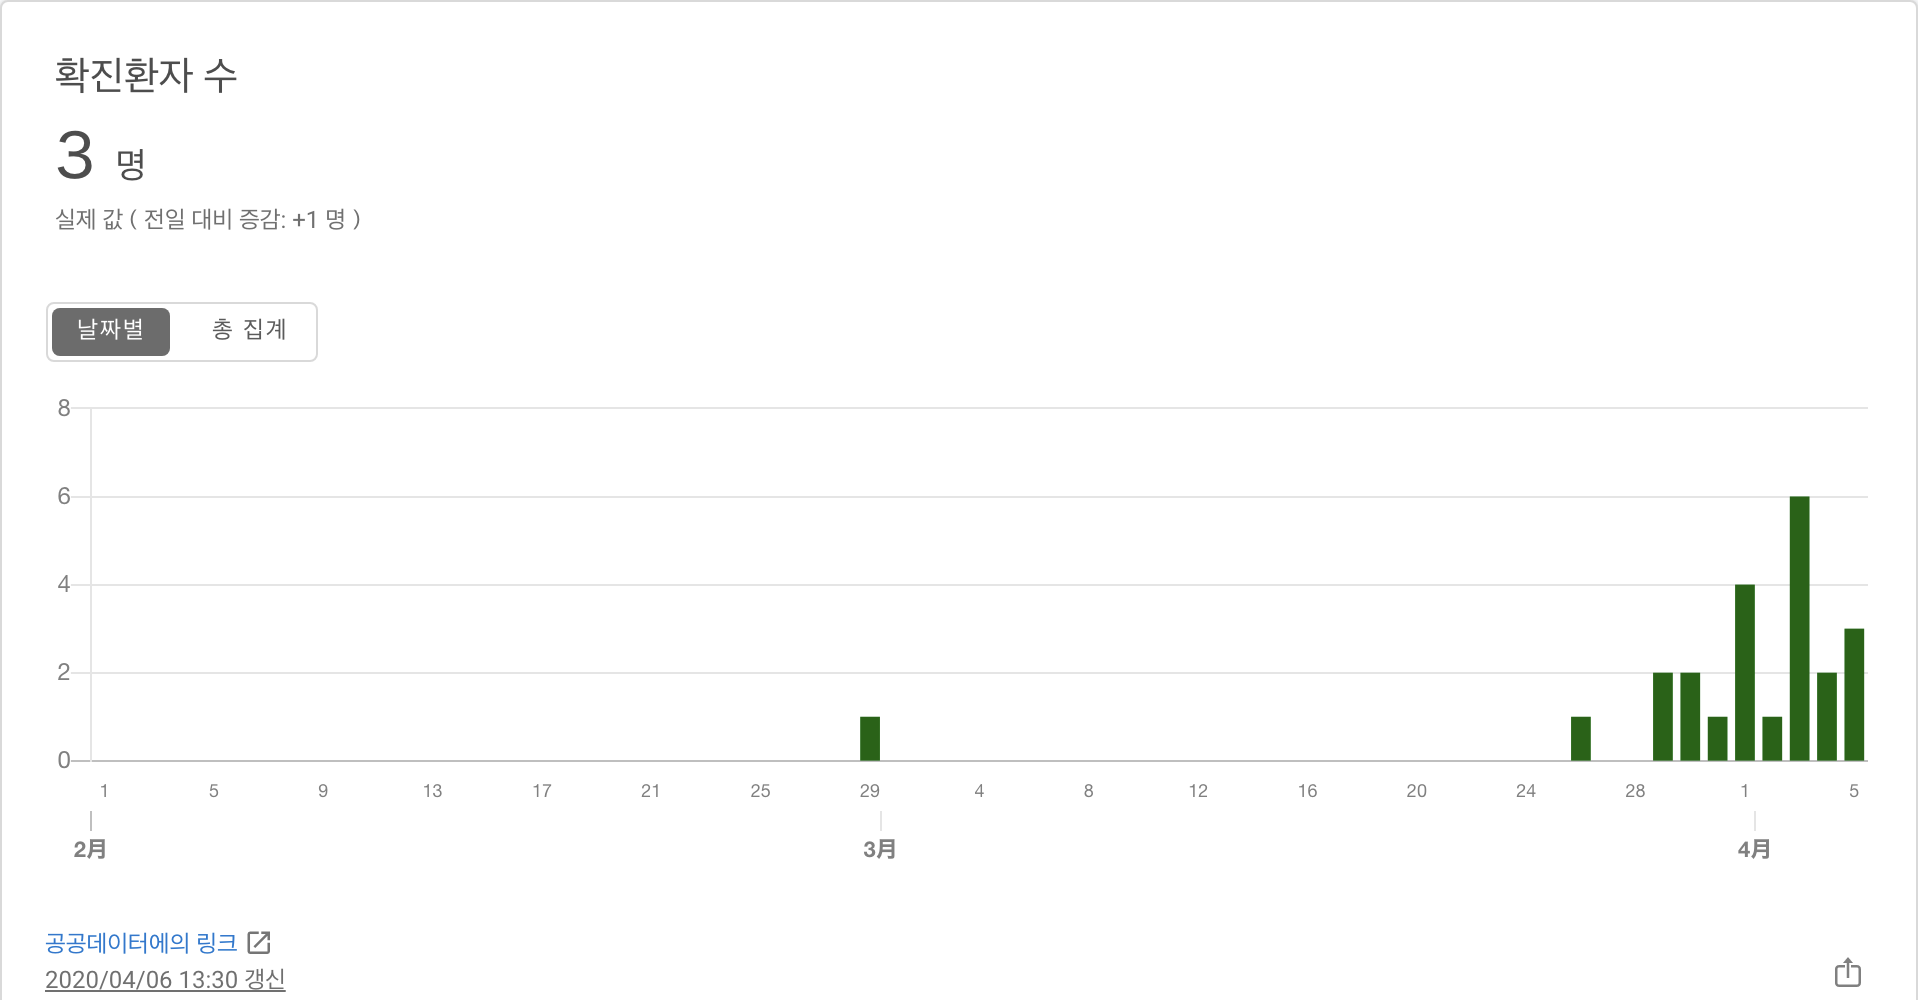 확진환자 수
3 명
실제 값 ( 전일 대비 증감: +1 명 )
날짜별 총 집계
8
6
4
2
0
1 5 9 13 17 21 25 29 4 8 12 16 20 24 28 1 5
2月 3月 4月
공공데이터에의 링크
2020/04/06 13:30 갱신